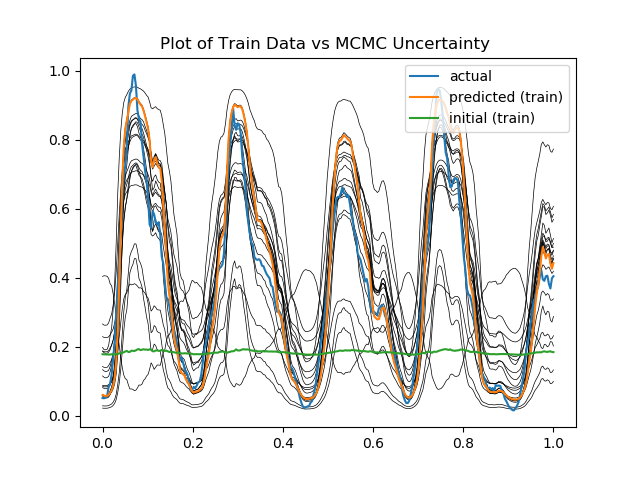 Plot of Train Data vs MCMC Uncertainty
actual
predicted (train)
initial (train)
1.0
0.8
0.6
0.4
0.2
0.0
0.0 0.2 0.4 0.6 0.8 1.0